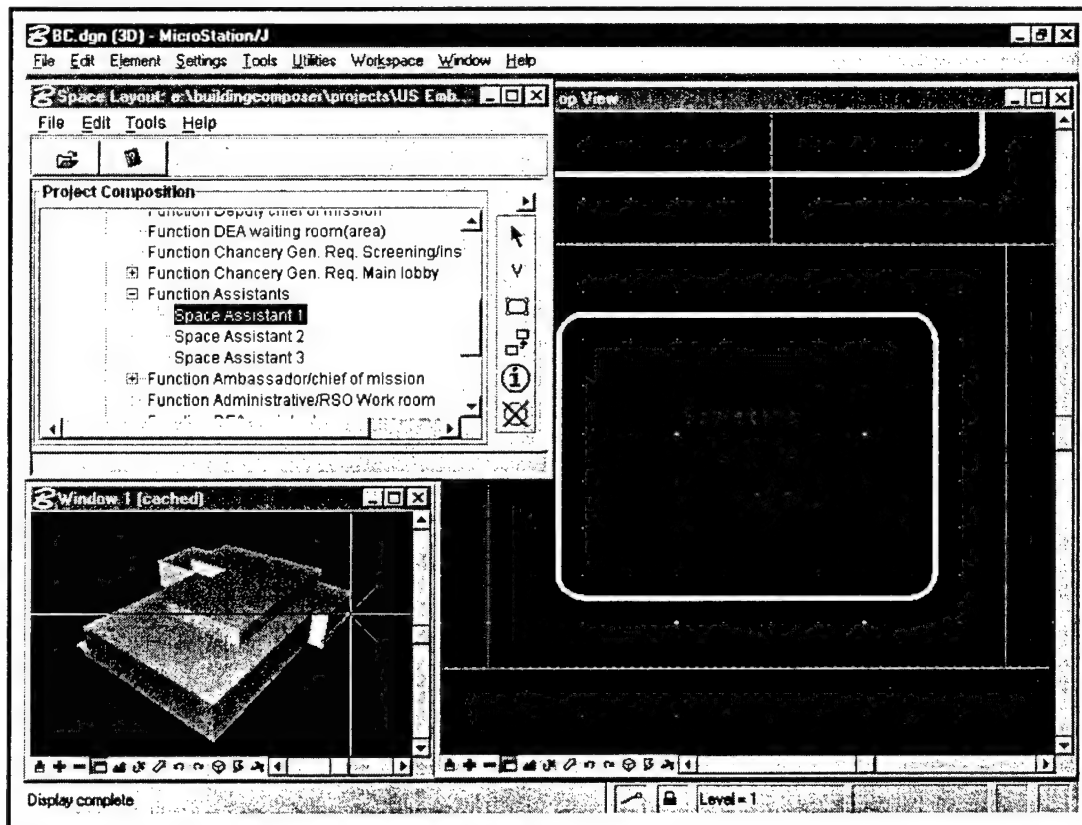 BC.dgn (3D) - MicroStation/J
File Edit Element Settings Tools Utilities Workspace Window Help
Space Layout: e:\buildingcomposer\projects\US Emb...
File Edit Tools Help
Project Composition
Function Deputy chief of mission
Function DEA waiting room(area)
Function Chancery Gen. Req. Screening/Ins
Function Chancery Gen. Req. Main lobby
Function Assistants
Space Assistant 1
Space Assistant 2
Space Assistant 3
Function Ambassador/chief of mission
Function Administrative/RSO Work room
op View
Window 1 (cached)
Display complete
Level = 1